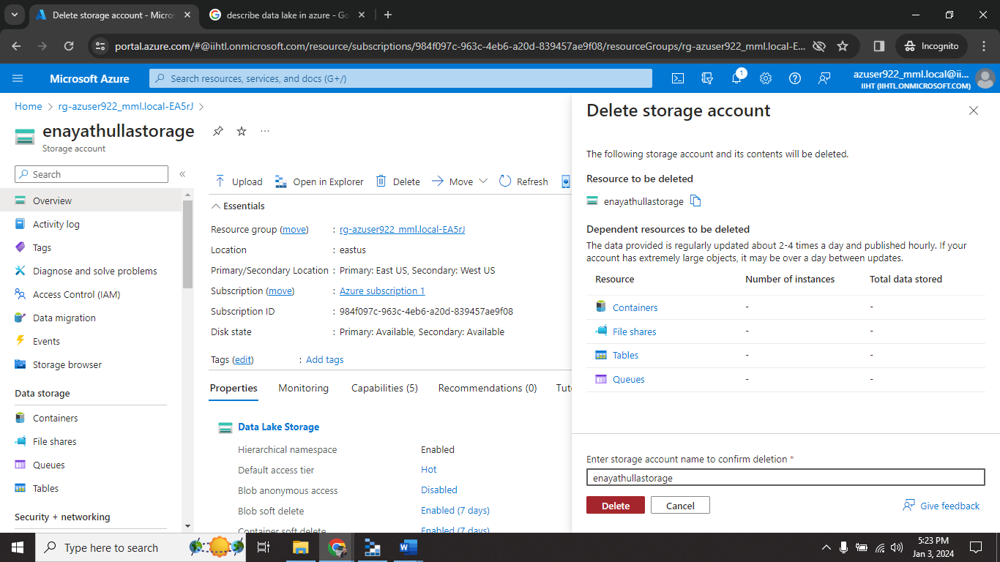 Delete storage account - Micros
describe data lake in azure - Go
portal.azure.com/#@iihtl.onmicrosoft.com/resource/subscriptions/984f097c-963c-4eb6-a20d-839457ae9f08/resourceGroups/rg-azuser922_mml.local-E...
Incognito
Microsoft Azure
Search resources, services, and docs (G+/)
1
azuser922_mml.local@ii...
IIHT (IIHTL.ONMICROSOFT.COM)
Home > rg-azuser922_mml.local-EA5rJ >
enayathullastorage
Storage account
Search
Overview
Activity log
Tags
Diagnose and solve problems
Access Control (IAM)
Data migration
Events
Storage browser
Data storage
Containers
File shares
Queues
Tables
Security + networking
Upload Open in Explorer Delete Move Refresh
Essentials
Resource group (move) : rg-azuser922_mml.local-EA5rJ
Location : eastus
Primary/Secondary Location : Primary: East US, Secondary: West US
Subscription (move) : Azure subscription 1
Subscription ID : 984f097c-963c-4eb6-a20d-839457ae9f08
Disk state : Primary: Available, Secondary: Available
Tags (edit) : Add tags
Properties Monitoring Capabilities (5) Recommendations (0) Tuto
Data Lake Storage
Hierarchical namespace Enabled
Default access tier Hot
Blob anonymous access Disabled
Blob soft delete Enabled (7 days)
Container soft delete Enabled (7 days)
Delete storage account
The following storage account and its contents will be deleted.
Resource to be deleted
enayathullastorage
Dependent resources to be deleted
The data provided is regularly updated about 2-4 times a day and published hourly. If your
account has extremely large objects, it may be over a day between updates.
Resource Number of instances Total data stored
Containers - -
File shares - -
Tables - -
Queues - -
Enter storage account name to confirm deletion *
enayathullastorage
Delete Cancel
Give feedback
Type here to search
5:23 PM
Jan 3, 2024